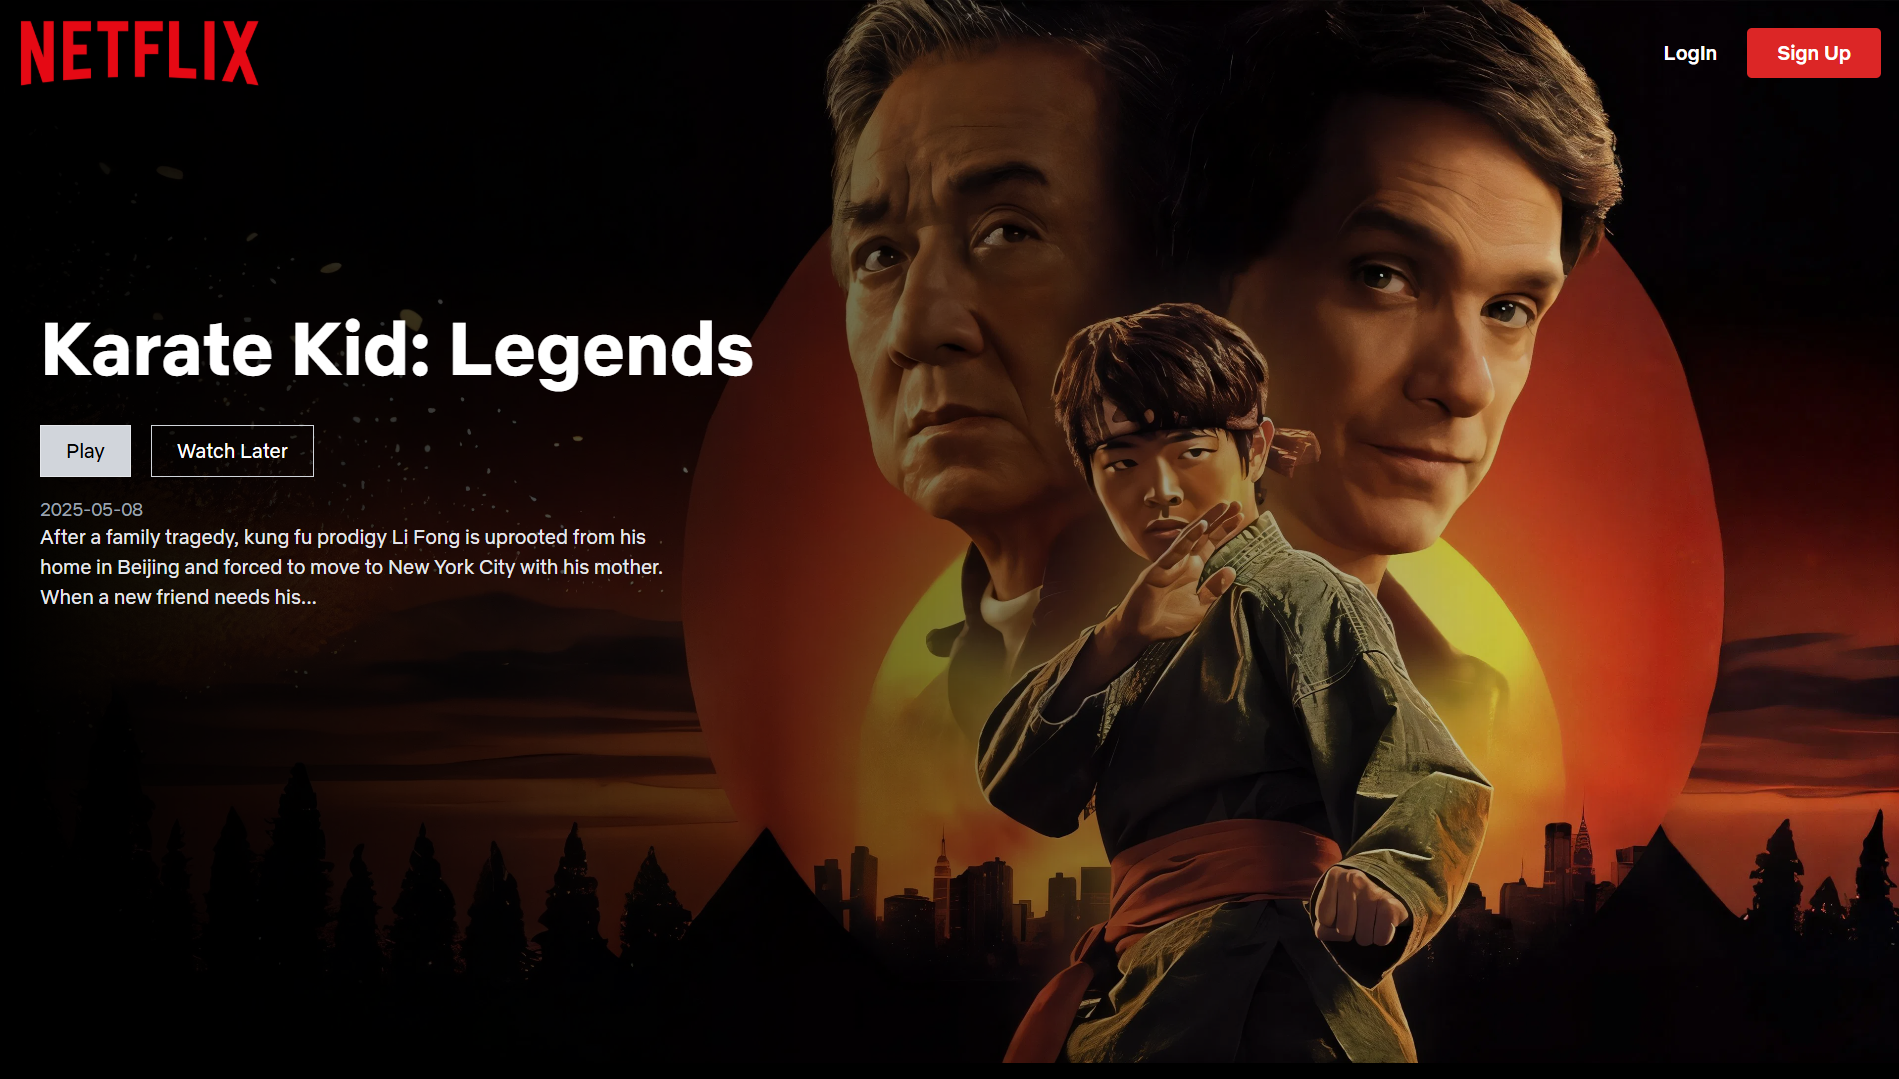 NETFLIX
LogIn
Sign Up
Karate Kid: Legends
Play
Watch Later
2025-05-08
After a family tragedy, kung fu prodigy Li Fong is uprooted from his
home in Beijing and forced to move to New York City with his mother.
When a new friend needs his...